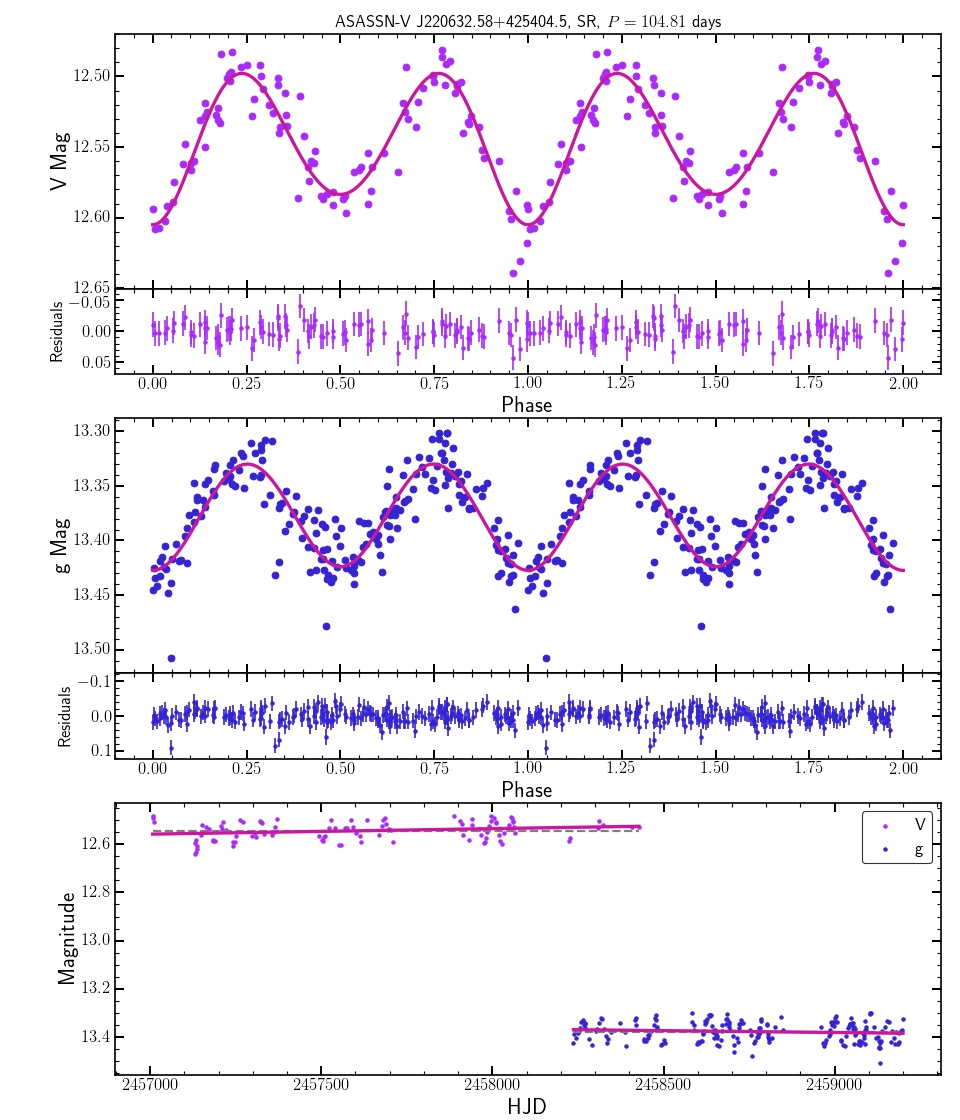 ASASSN-V J220632.58+425404.5, SR, P = 104.81 days
V Mag
12.50
12.55
12.60
12.65
Residuals
−0.05
0.00
0.05
0.00 0.25 0.50 0.75 1.00 1.25 1.50 1.75 2.00
Phase
g Mag
13.30
13.35
13.40
13.45
13.50
Residuals
−0.1
0.0
0.1
0.00 0.25 0.50 0.75 1.00 1.25 1.50 1.75 2.00
Phase
Magnitude
12.6
12.8
13.0
13.2
13.4
V
g
2457000 2457500 2458000 2458500 2459000
HJD